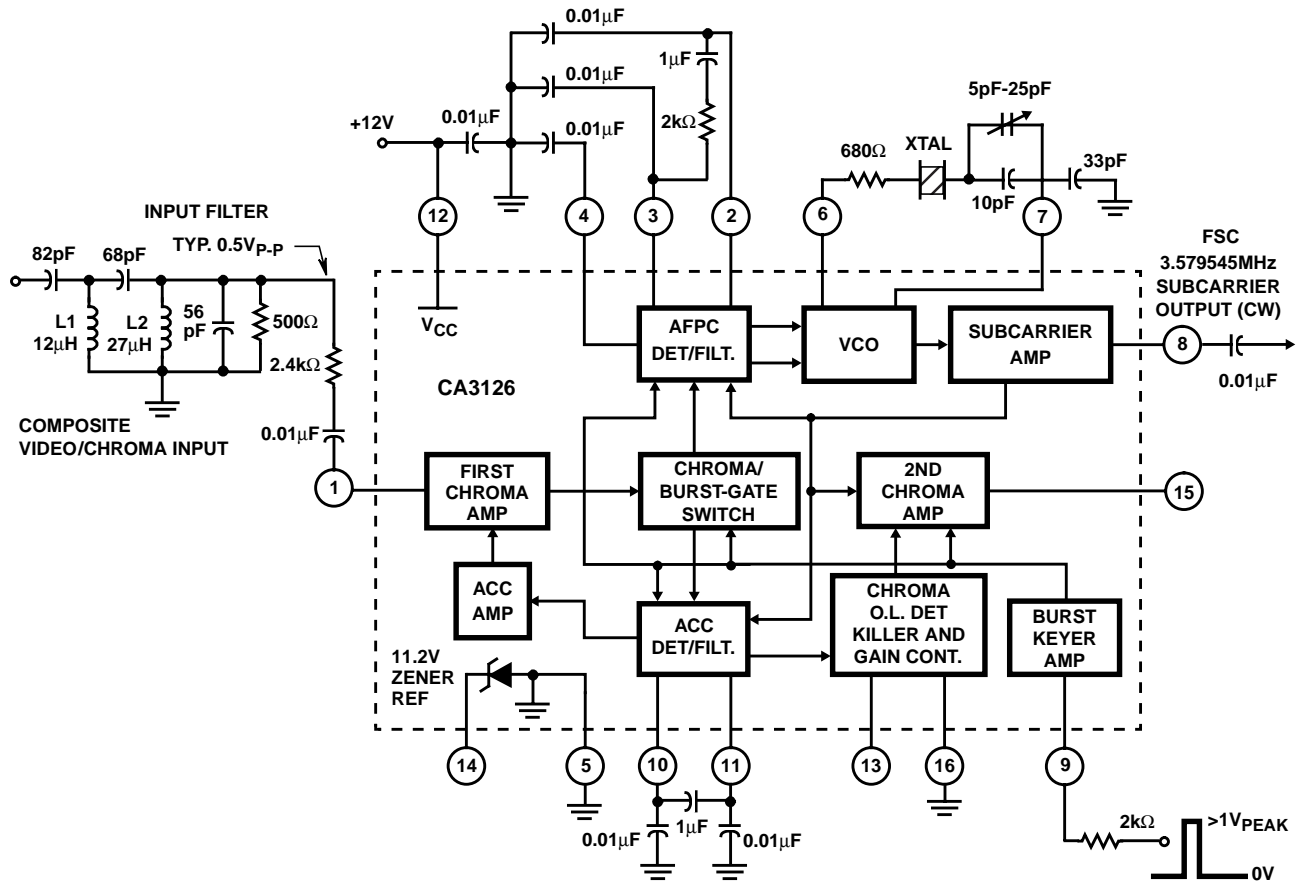 0.01μF
0.01μF
1μF
0.01μF
2kΩ
+12V
0.01μF
5pF-25pF
680Ω
XTAL
10pF
33pF
12
4
3
2
6
7
INPUT FILTER
TYP. 0.5VP-P
82pF
68pF
L1
12μH
L2
27μH
56
pF
500Ω
2.4kΩ
0.01μF
COMPOSITE
VIDEO/CHROMA INPUT
VCC
CA3126
AFPC
DET/FILT.
VCO
SUBCARRIER
AMP
FSC
3.579545MHz
SUBCARRIER
OUTPUT (CW)
8
0.01μF
1
FIRST
CHROMA
AMP
CHROMA/
BURST-GATE
SWITCH
2ND
CHROMA
AMP
15
ACC
AMP
ACC
DET/FILT.
CHROMA
O.L. DET
KILLER AND
GAIN CONT.
BURST
KEYER
AMP
11.2V
ZENER
REF
14
5
10
11
13
16
9
0.01μF
1μF
0.01μF
2kΩ
>1VPEAK
0V